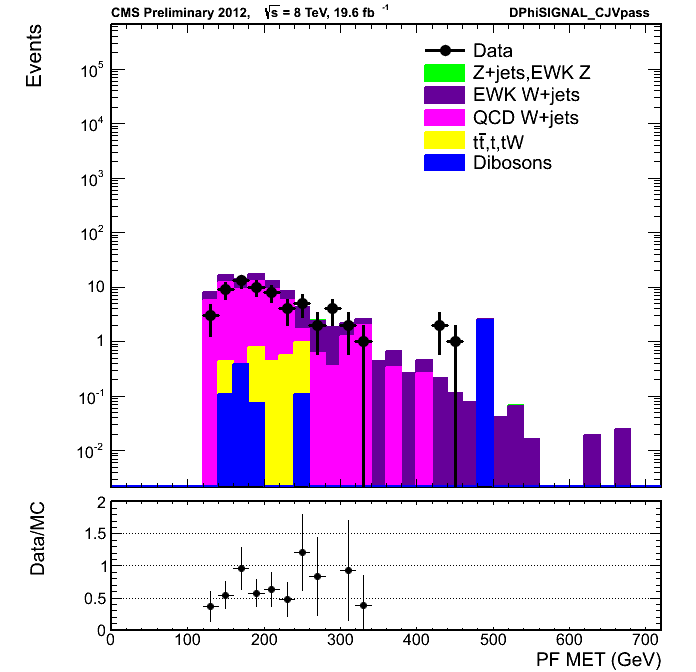 CMS Preliminary 2012, √s = 8 TeV, 19.6 fb⁻¹ DPhiSIGNAL_CJVpass
Events
Data
Z+jets,EWK Z
EWK W+jets
QCD W+jets
tt̄,t,tW
Dibosons
10⁵
10⁴
10³
10²
10
1
10⁻¹
10⁻²
Data/MC
2
1.5
1
0.5
0
0 100 200 300 400 500 600 700
PF MET (GeV)